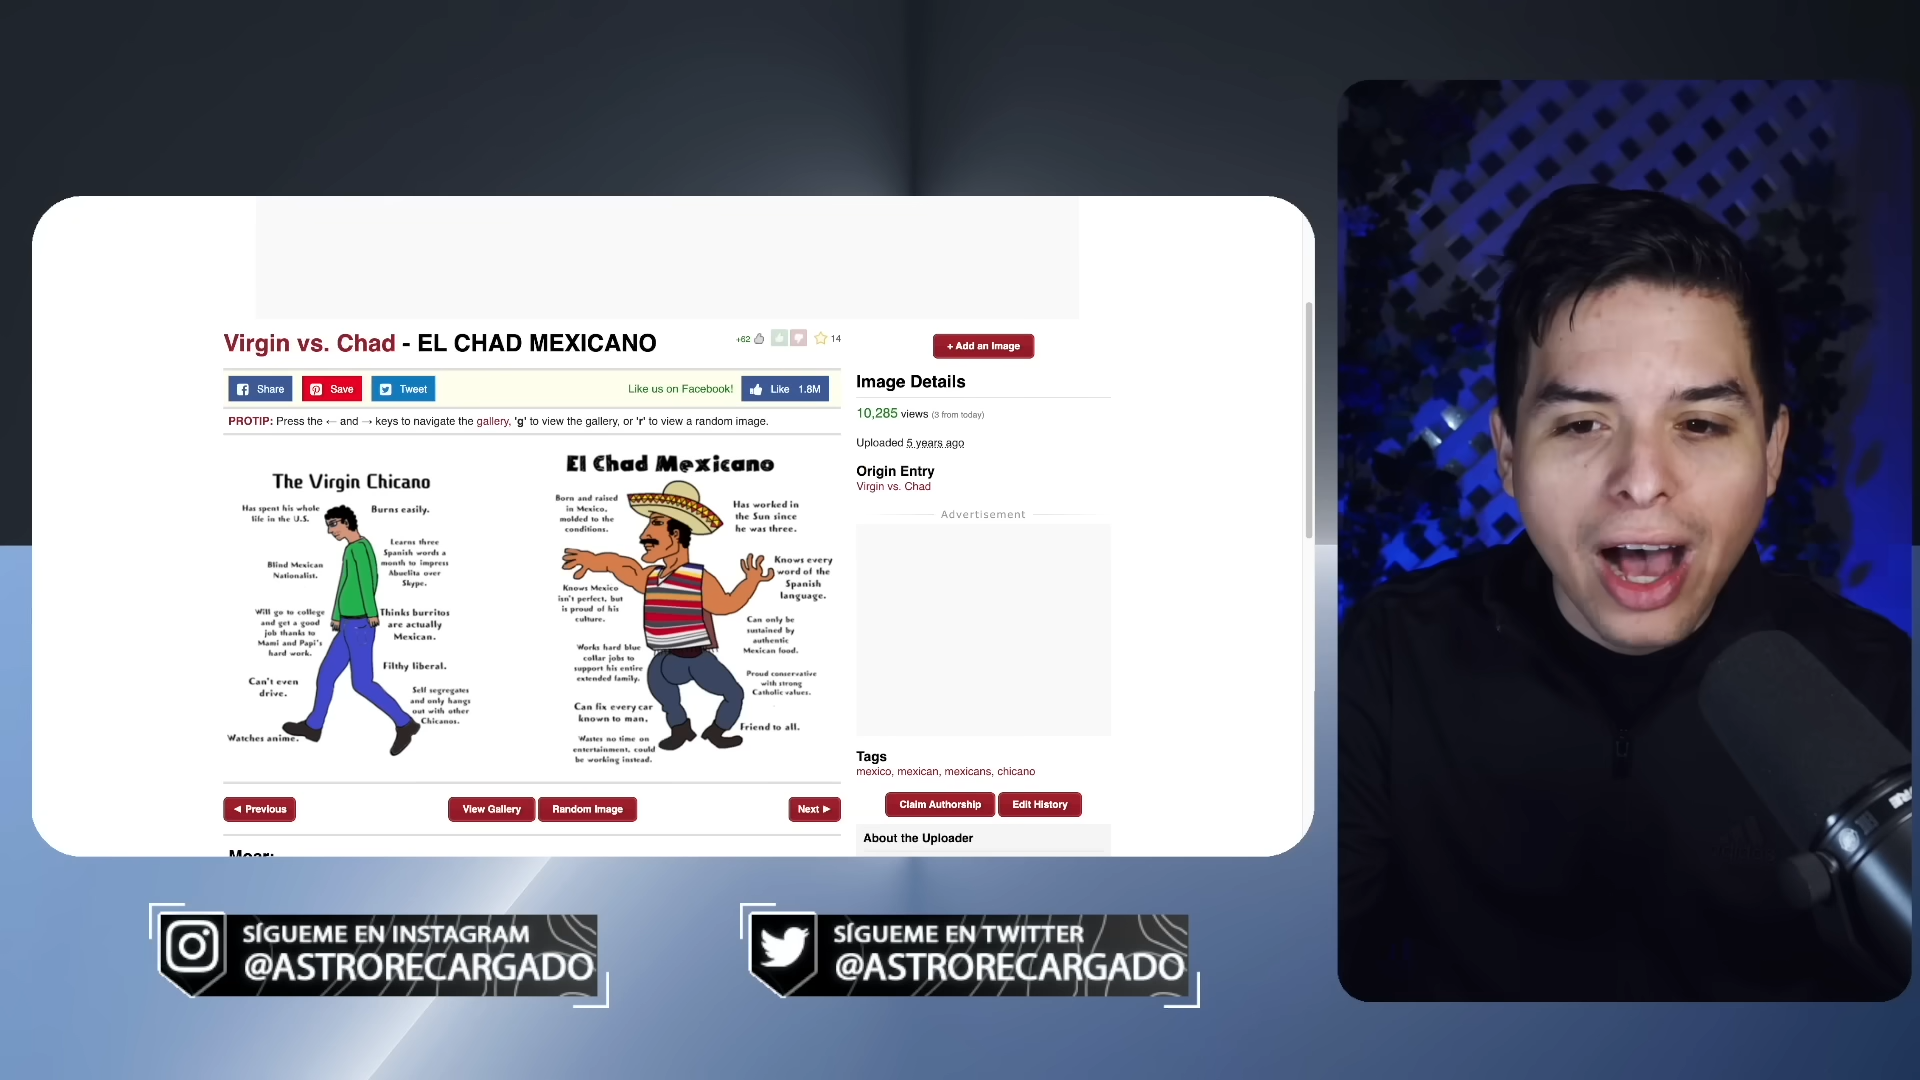 Virgin vs. Chad - EL CHAD MEXICANO
+62
14
Share
Save
Tweet
Like us on Facebook!
Like 1.8M
PROTIP: Press the ← and → keys to navigate the gallery, 'g' to view the gallery, or 'r' to view a random image.
The Virgin Chicano
Has spent his whole
life in the U.S.
Burns easily.
Learns three
Spanish words a
month to impress
Abuelita over
Skype.
Blind Mexican
Nationalist.
Will go to college
and get a good
job thanks to
Mami and Papi's
hard work.
Thinks burritos
are actually
Mexican.
Filthy liberal.
Can't even
drive.
Self segregates
and only hangs
out with other
Chicanos.
Watches anime.
El Chad Mexicano
Born and raised
in Mexico,
molded to the
conditions.
Has worked in
the Sun since
he was three.
Knows every
word of the
Spanish
language.
Knows Mexico
isn't perfect, but
is proud of his
culture.
Can only be
sustained by
authentic
Mexican food.
Works hard blue
collar jobs to
support his entire
extended family.
Proud conservative
with strong
Catholic values.
Can fix every car
known to man.
Friend to all.
Wastes no time on
entertainment, could
be working instead.
◄ Previous
View Gallery
Random Image
Next ►
+ Add an Image
Image Details
10,285 views (3 from today)
Uploaded 5 years ago
Origin Entry
Virgin vs. Chad
Advertisement
Tags
mexico, mexican, mexicans, chicano
Claim Authorship
Edit History
About the Uploader
SÍGUEME EN INSTAGRAM
@ASTRORECARGADO
SÍGUEME EN TWITTER
@ASTRORECARGADO